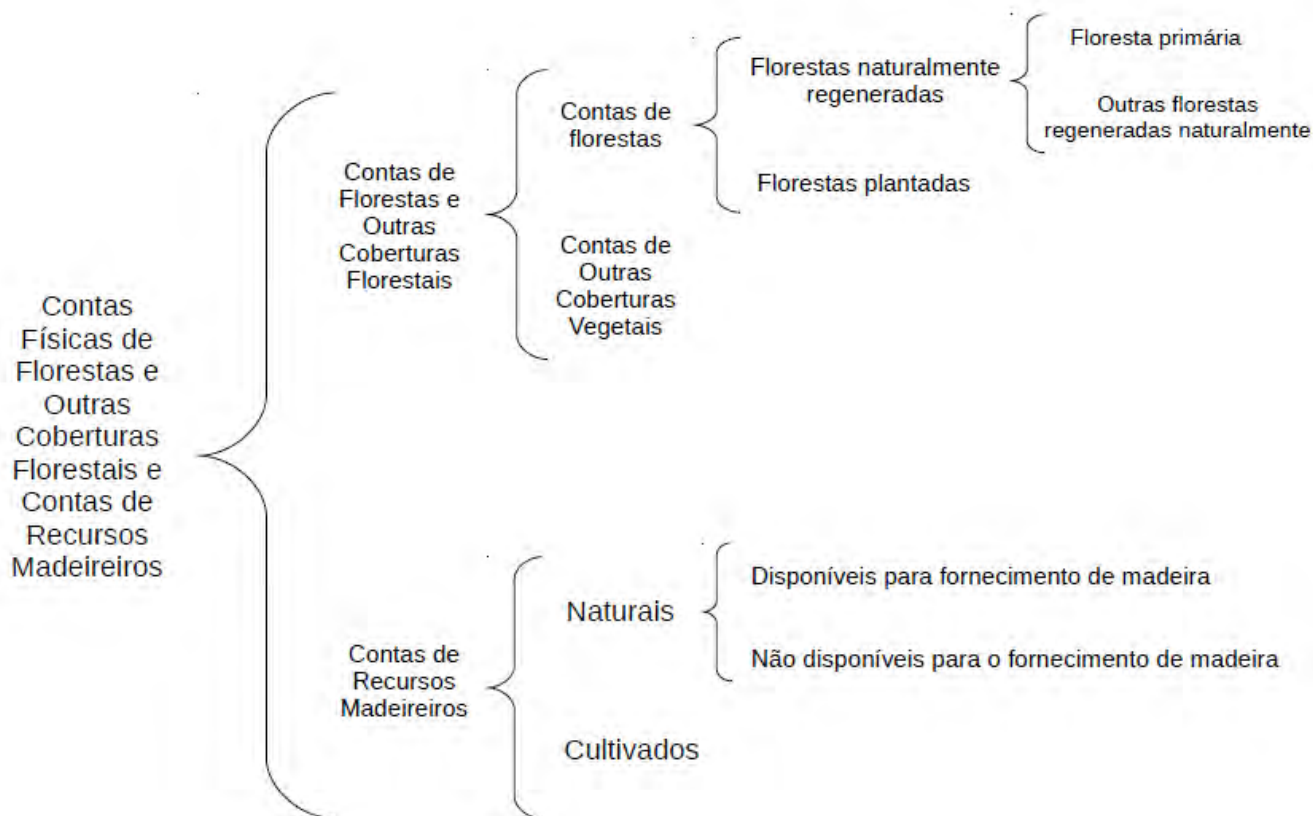 Contas
Físicas de
Florestas e
Outras
Coberturas
Florestais e
Contas de
Recursos
Madeireiros
Contas de
Florestas e
Outras
Coberturas
Florestais
Contas de
florestas
Florestas naturalmente
regeneradas
Floresta primária
Outras florestas
regeneradas naturalmente
Florestas plantadas
Contas de
Outras
Coberturas
Vegetais
Contas de
Recursos
Madeireiros
Naturais
Disponíveis para fornecimento de madeira
Não disponíveis para o fornecimento de madeira
Cultivados